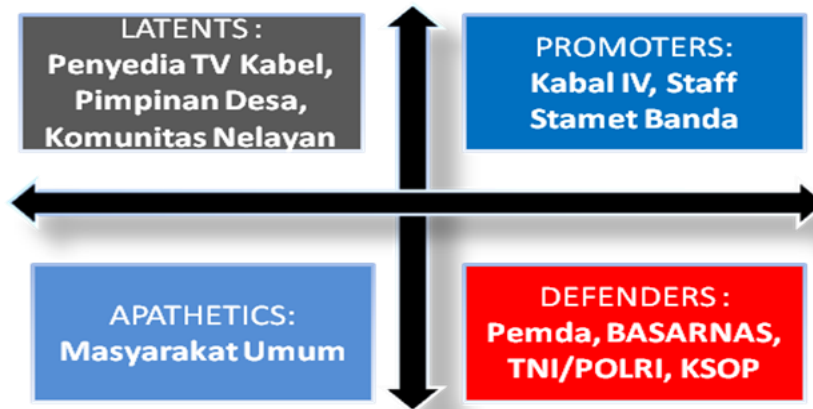 LATENTS :
Penyedia TV Kabel,
Pimpinan Desa,
Komunitas Nelayan
PROMOTERS:
Kabal IV, Staff
Stamet Banda
APATHETICS:
Masyarakat Umum
DEFENDERS :
Pemda, BASARNAS,
TNI/POLRI, KSOP